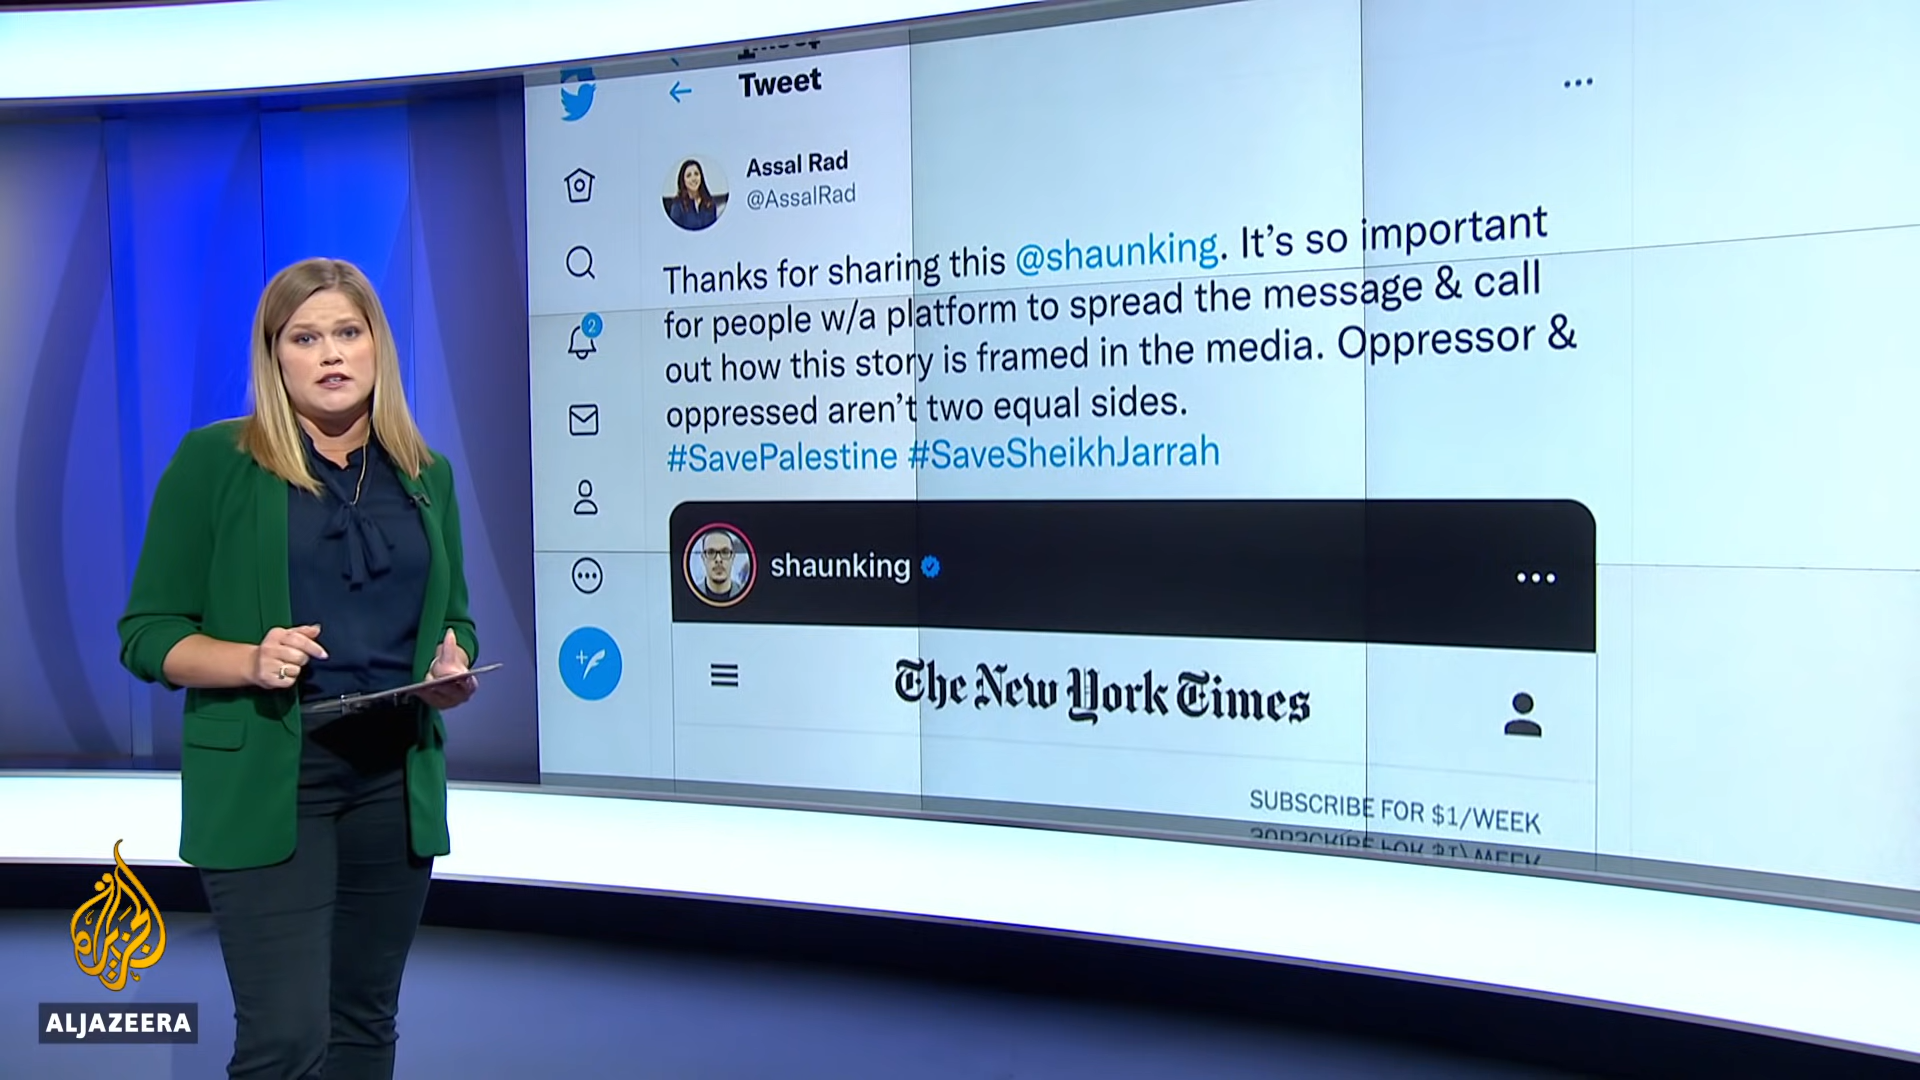 Tweet
Assal Rad
@AssalRad
Thanks for sharing this @shaunking. It's so important
for people w/a platform to spread the message & call
out how this story is framed in the media. Oppressor &
oppressed aren't two equal sides.
#SavePalestine #SaveSheikhJarrah
2
shaunking
The New York Times
SUBSCRIBE FOR $1/WEEK
الجزيرة
ALJAZEERA